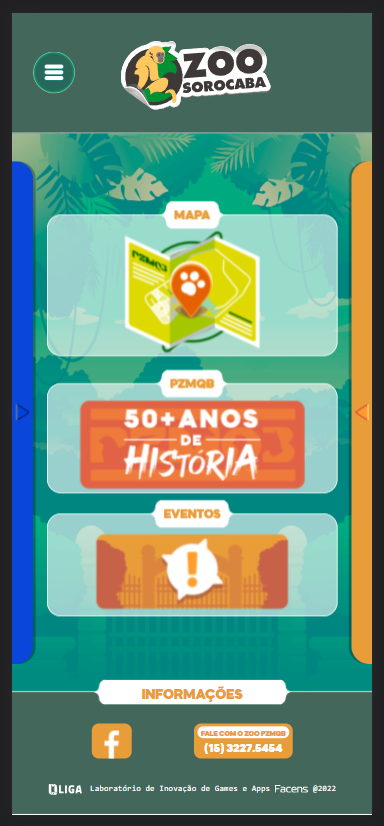 ZOO
SOROCABA
MAPA
PZMQB
PZMQB
50+ANOS
DE
HISTÓRIA
EVENTOS
INFORMAÇÕES
FALE COM O ZOO PZMQB
(15) 3227.5454
LIGA Laboratório de Inovação de Games e Apps Facens @2022